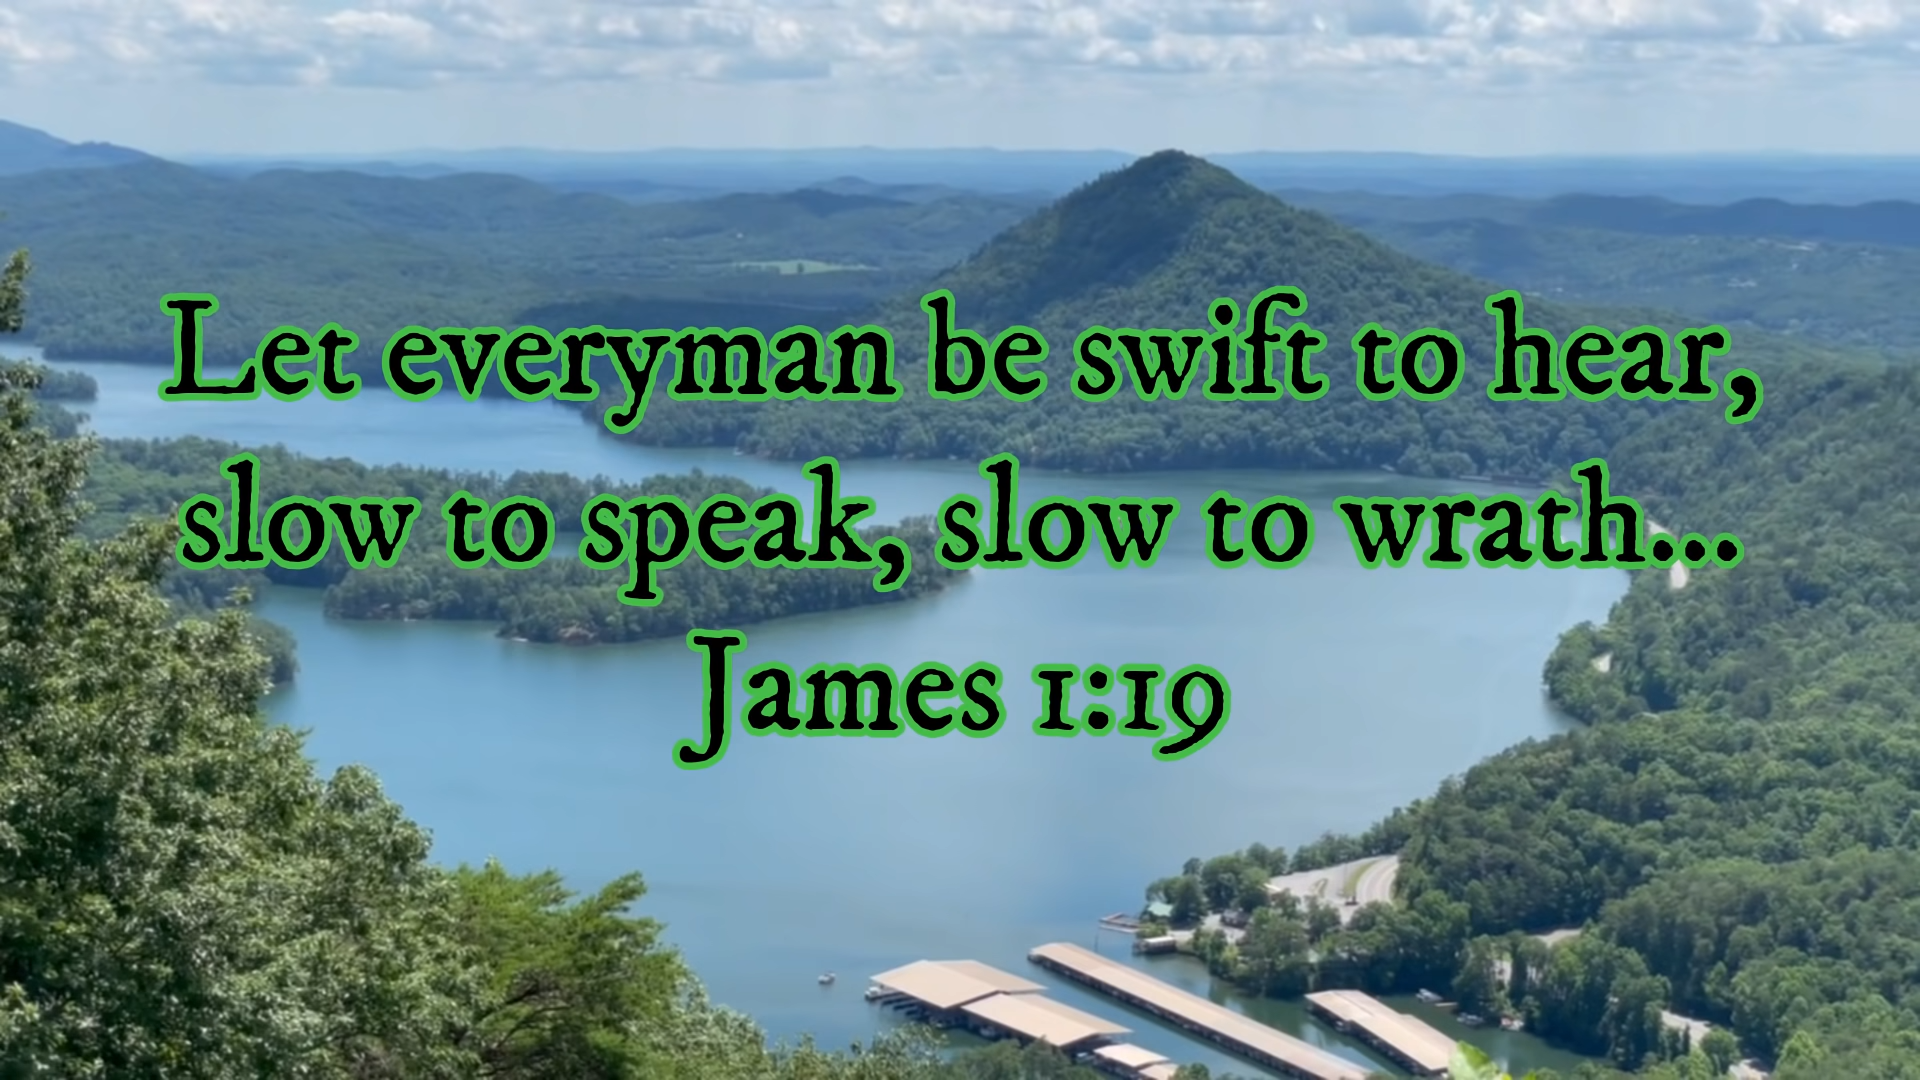 Let everyman be swift to hear,
slow to speak, slow to wrath...
James 1:19